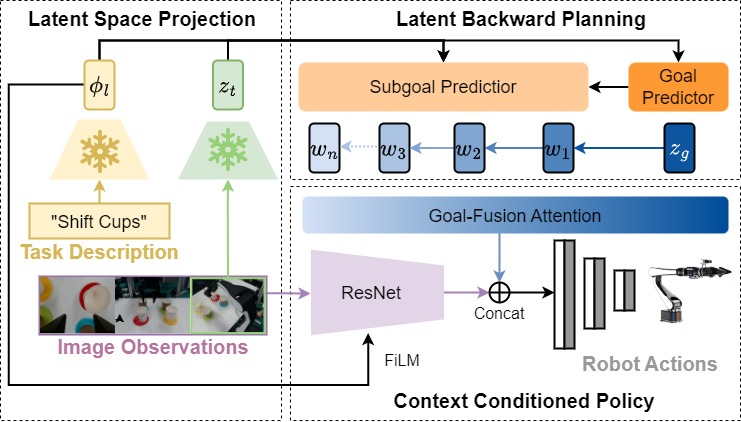 Latent Space Projection
ϕ_l
z_t
"Shift Cups"
Task Description
Image Observations
Latent Backward Planning
Subgoal Predictior
Goal
Predictor
w_n
w_3
w_2
w_1
z_g
Goal-Fusion Attention
ResNet
Concat
FiLM
Robot Actions
Context Conditioned Policy